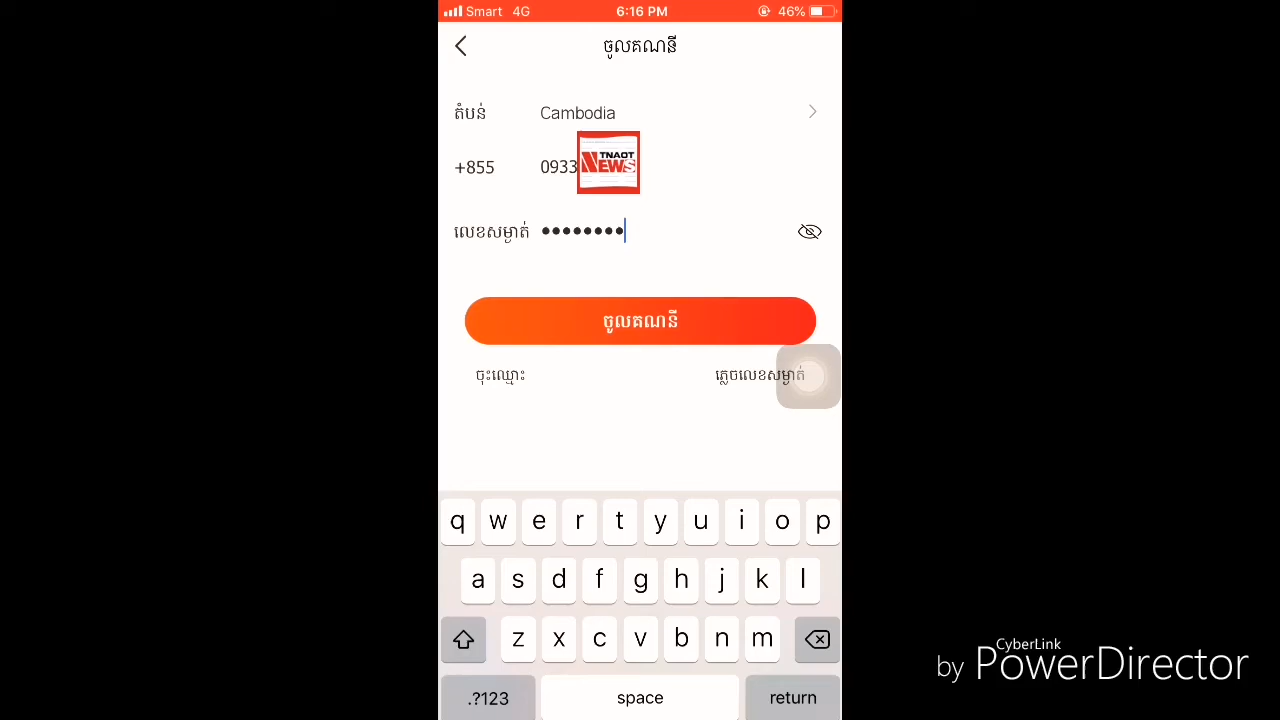 Smart 4G 6:16 PM 46%
ចូលគណនី
តំបន់ Cambodia
+855 0933
TNAOT
NEWS
លេខសម្ងាត់ ••••••••
ចូលគណនី
ចុះឈ្មោះ ភ្លេចលេខសម្ងាត់
q w e r t y u i o p
a s d f g h j k l
z x c v b n m
.?123 space return
CyberLink
by PowerDirector